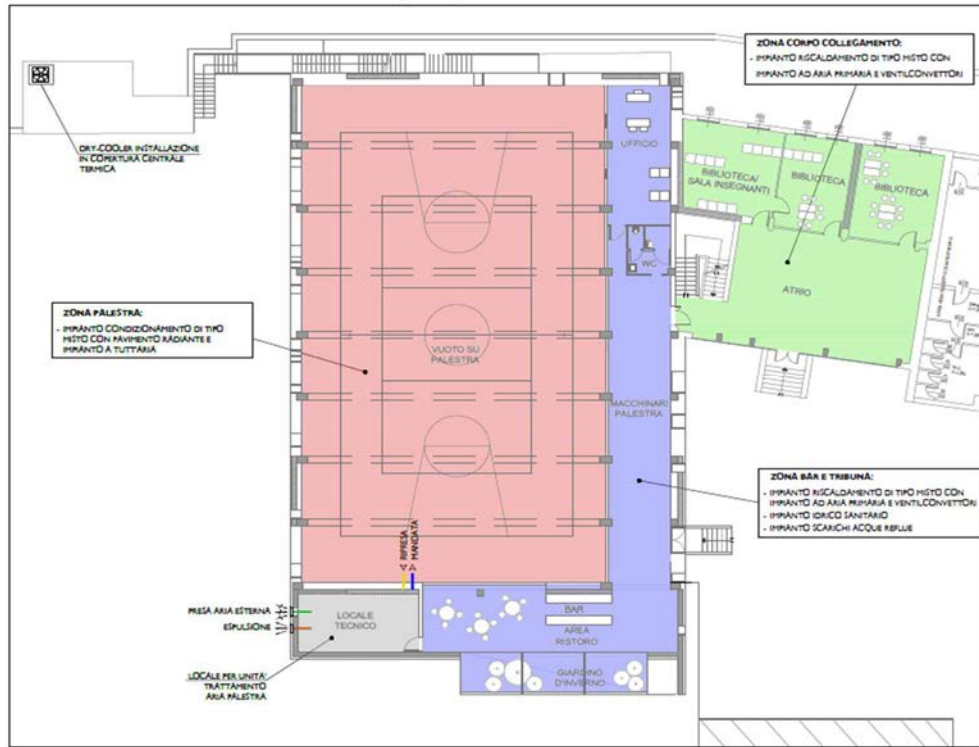 ZONA CORPO COLLEGAMENTO:
- IMPIANTO RISCALDAMENTO DI TIPO MISTO CON
IMPIANTO AD ARIA PRIMARIA E VENTILCONVETTORI
DRY-COOLER INSTALLAZIONE
IN COPERTURA CENTRALE
TERMICA
UFFICIO
BIBLIOTECA/
SALA INSEGNANTI
BIBLIOTECA
BIBLIOTECA
WC
ATRIO
ZONA PALESTRA:
- IMPIANTO CONDIZIONAMENTO DI TIPO
MISTO CON PAVIMENTO RADIANTE E
IMPIANTO A TUTT'ARIA
VUOTO SU
PALESTRA
MACCHINARI
PALESTRA
ZONA BAR E TRIBUNA:
- IMPIANTO RISCALDAMENTO DI TIPO MISTO CON
IMPIANTO AD ARIA PRIMARIA E VENTILCONVETTORI
- IMPIANTO IDRICO SANITARIO
- IMPIANTO SCARICHI ACQUE REFLUE
RIPRESA
MANDATA
PRESA ARIA ESTERNA
ESPULSIONE
LOCALE
TECNICO
BAR
AREA
RISTORO
GIARDINO
D'INVERNO
LOCALE PER UNITA'
TRATTAMENTO
ARIA PALESTRA